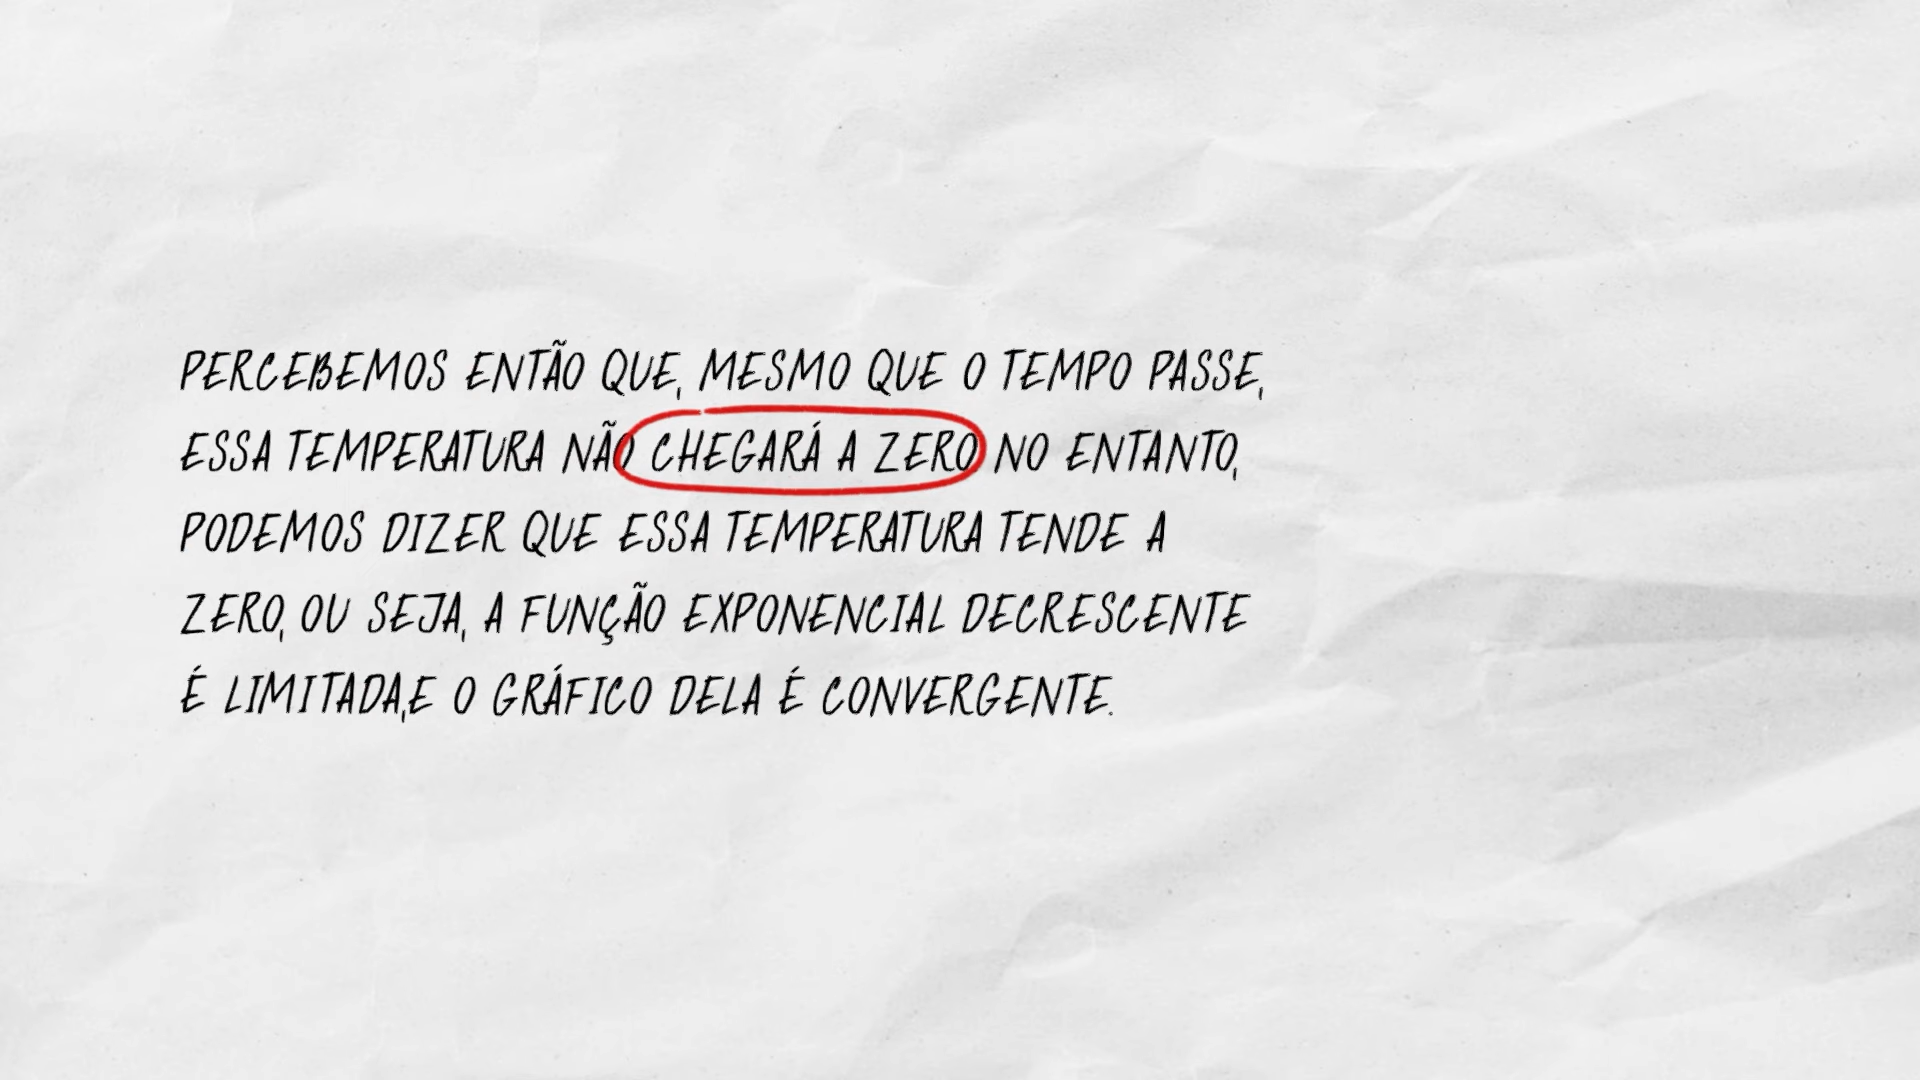 PERCEBEMOS ENTÃO QUE, MESMO QUE O TEMPO PASSE,
ESSA TEMPERATURA NÃO CHEGARÁ A ZERO. NO ENTANTO,
PODEMOS DIZER QUE ESSA TEMPERATURA TENDE A
ZERO, OU SEJA, A FUNÇÃO EXPONENCIAL DECRESCENTE
É LIMITADA,E O GRÁFICO DELA É CONVERGENTE.